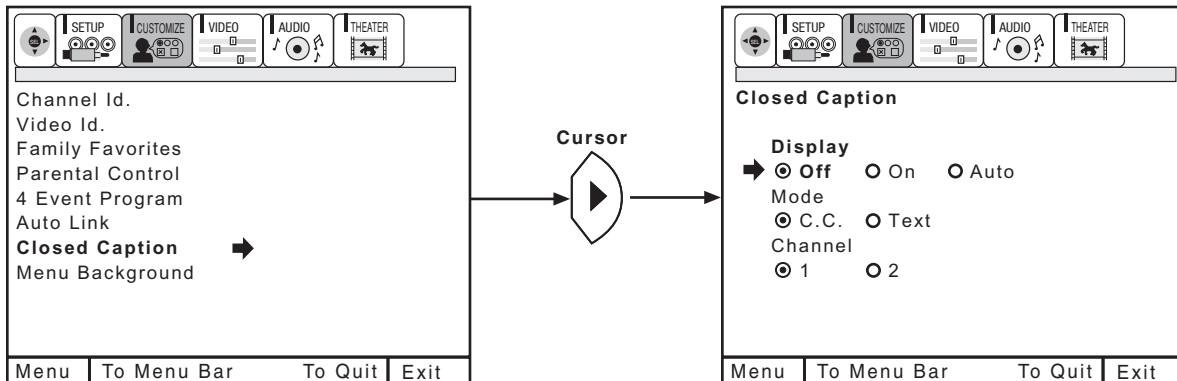 SEL SETUP CUSTOMIZE VIDEO AUDIO THEATER
Channel Id.
Video Id.
Family Favorites
Parental Control
4 Event Program
Auto Link
Closed Caption
Menu Background
Menu To Menu Bar To Quit Exit
Cursor
SEL SETUP CUSTOMIZE VIDEO AUDIO THEATER
Closed Caption
Display
Off On Auto
Mode
C.C. Text
Channel
1 2
Menu To Menu Bar To Quit Exit